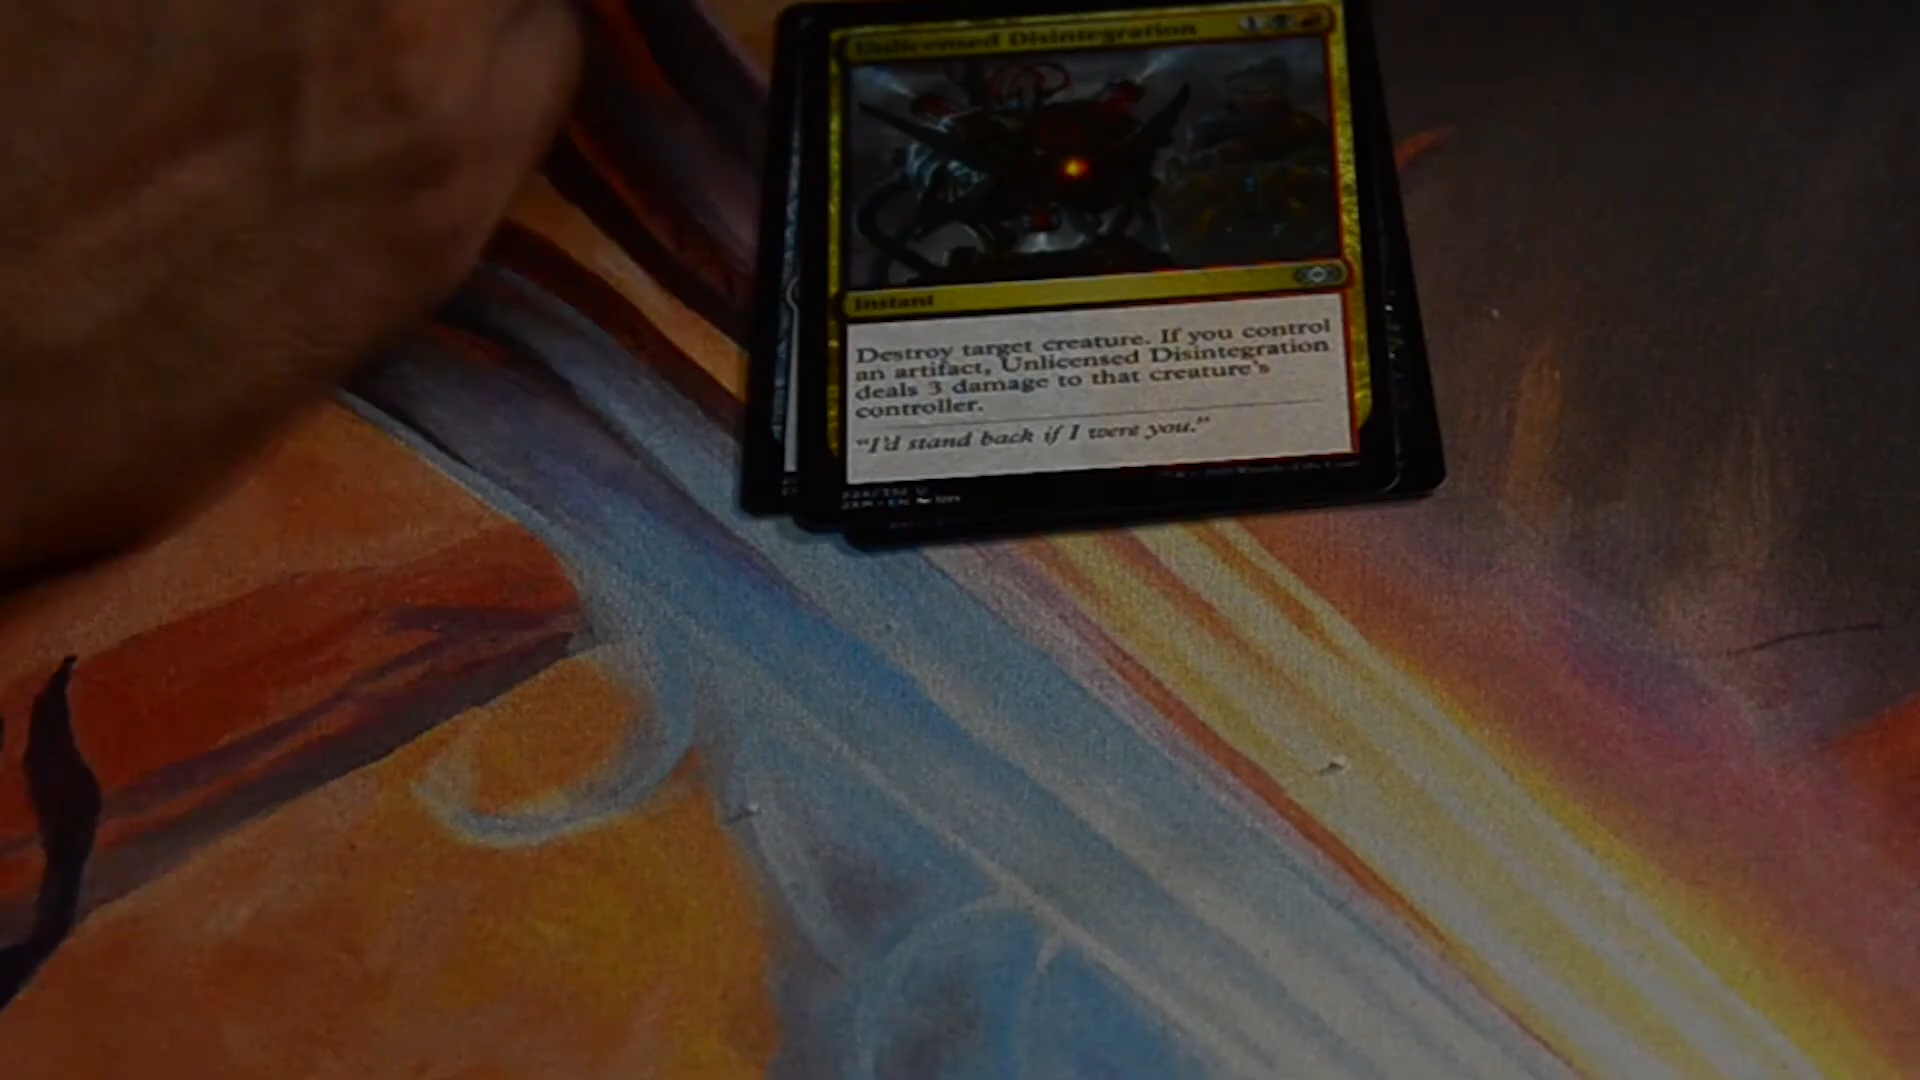 Unlicensed Disintegration 1
Instant
Destroy target creature. If you control
an artifact, Unlicensed Disintegration
deals 3 damage to that creature's
controller.
"I'd stand back if I were you."